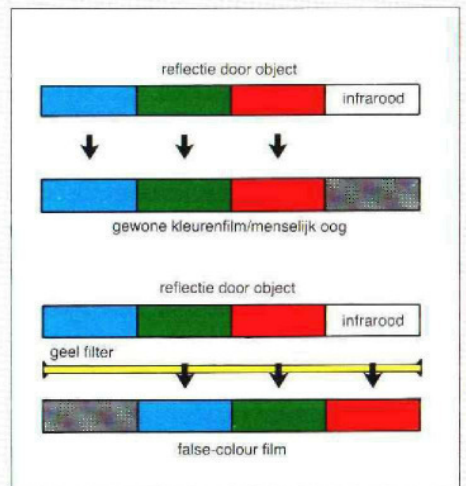 reflectie door object
infrarood
gewone kleurenfilm/menselijk oog
reflectie door object
infrarood
geel filter
false-colour film